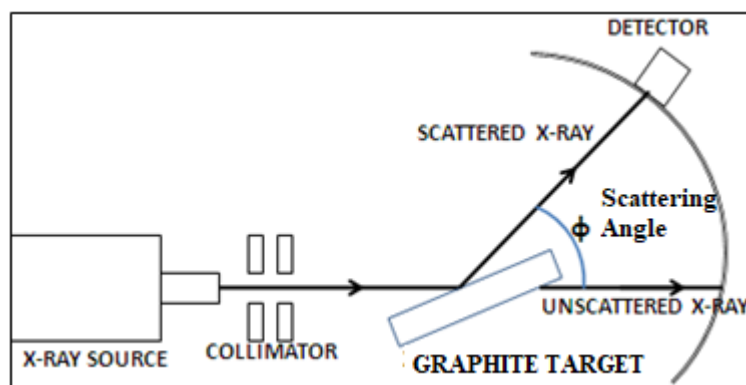 DETECTOR
SCATTERED X-RAY
Scattering
ϕ Angle
UNSCATTERED X-RAY
X-RAY SOURCE
COLLIMATOR
GRAPHITE TARGET